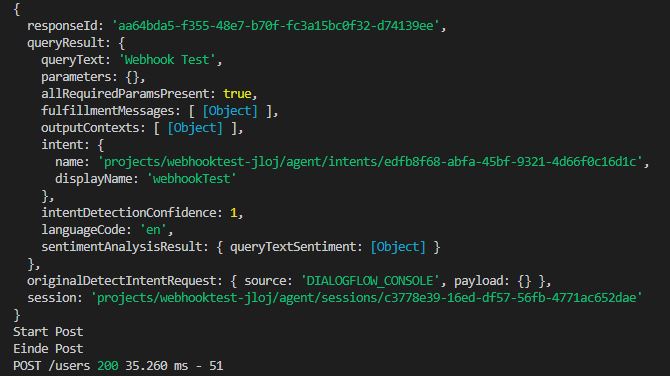 {
  responseId: 'aa64bda5-f355-48e7-b70f-fc3a15bc0f32-d74139ee',
  queryResult: {
    queryText: 'Webhook Test',
    parameters: {},
    allRequiredParamsPresent: true,
    fulfillmentMessages: [ [Object] ],
    outputContexts: [ [Object] ],
    intent: {
      name: 'projects/webhooktest-jloj/agent/intents/edfb8f68-abfa-45bf-9321-4d66f0c16d1c',
      displayName: 'webhookTest'
    },
    intentDetectionConfidence: 1,
    languageCode: 'en',
    sentimentAnalysisResult: { queryTextSentiment: [Object] }
  },
  originalDetectIntentRequest: { source: 'DIALOGFLOW_CONSOLE', payload: {} },
  session: 'projects/webhooktest-jloj/agent/sessions/c3778e39-16ed-df57-56fb-4771ac652dae'
}
Start Post
Einde Post
POST /users 200 35.260 ms - 51